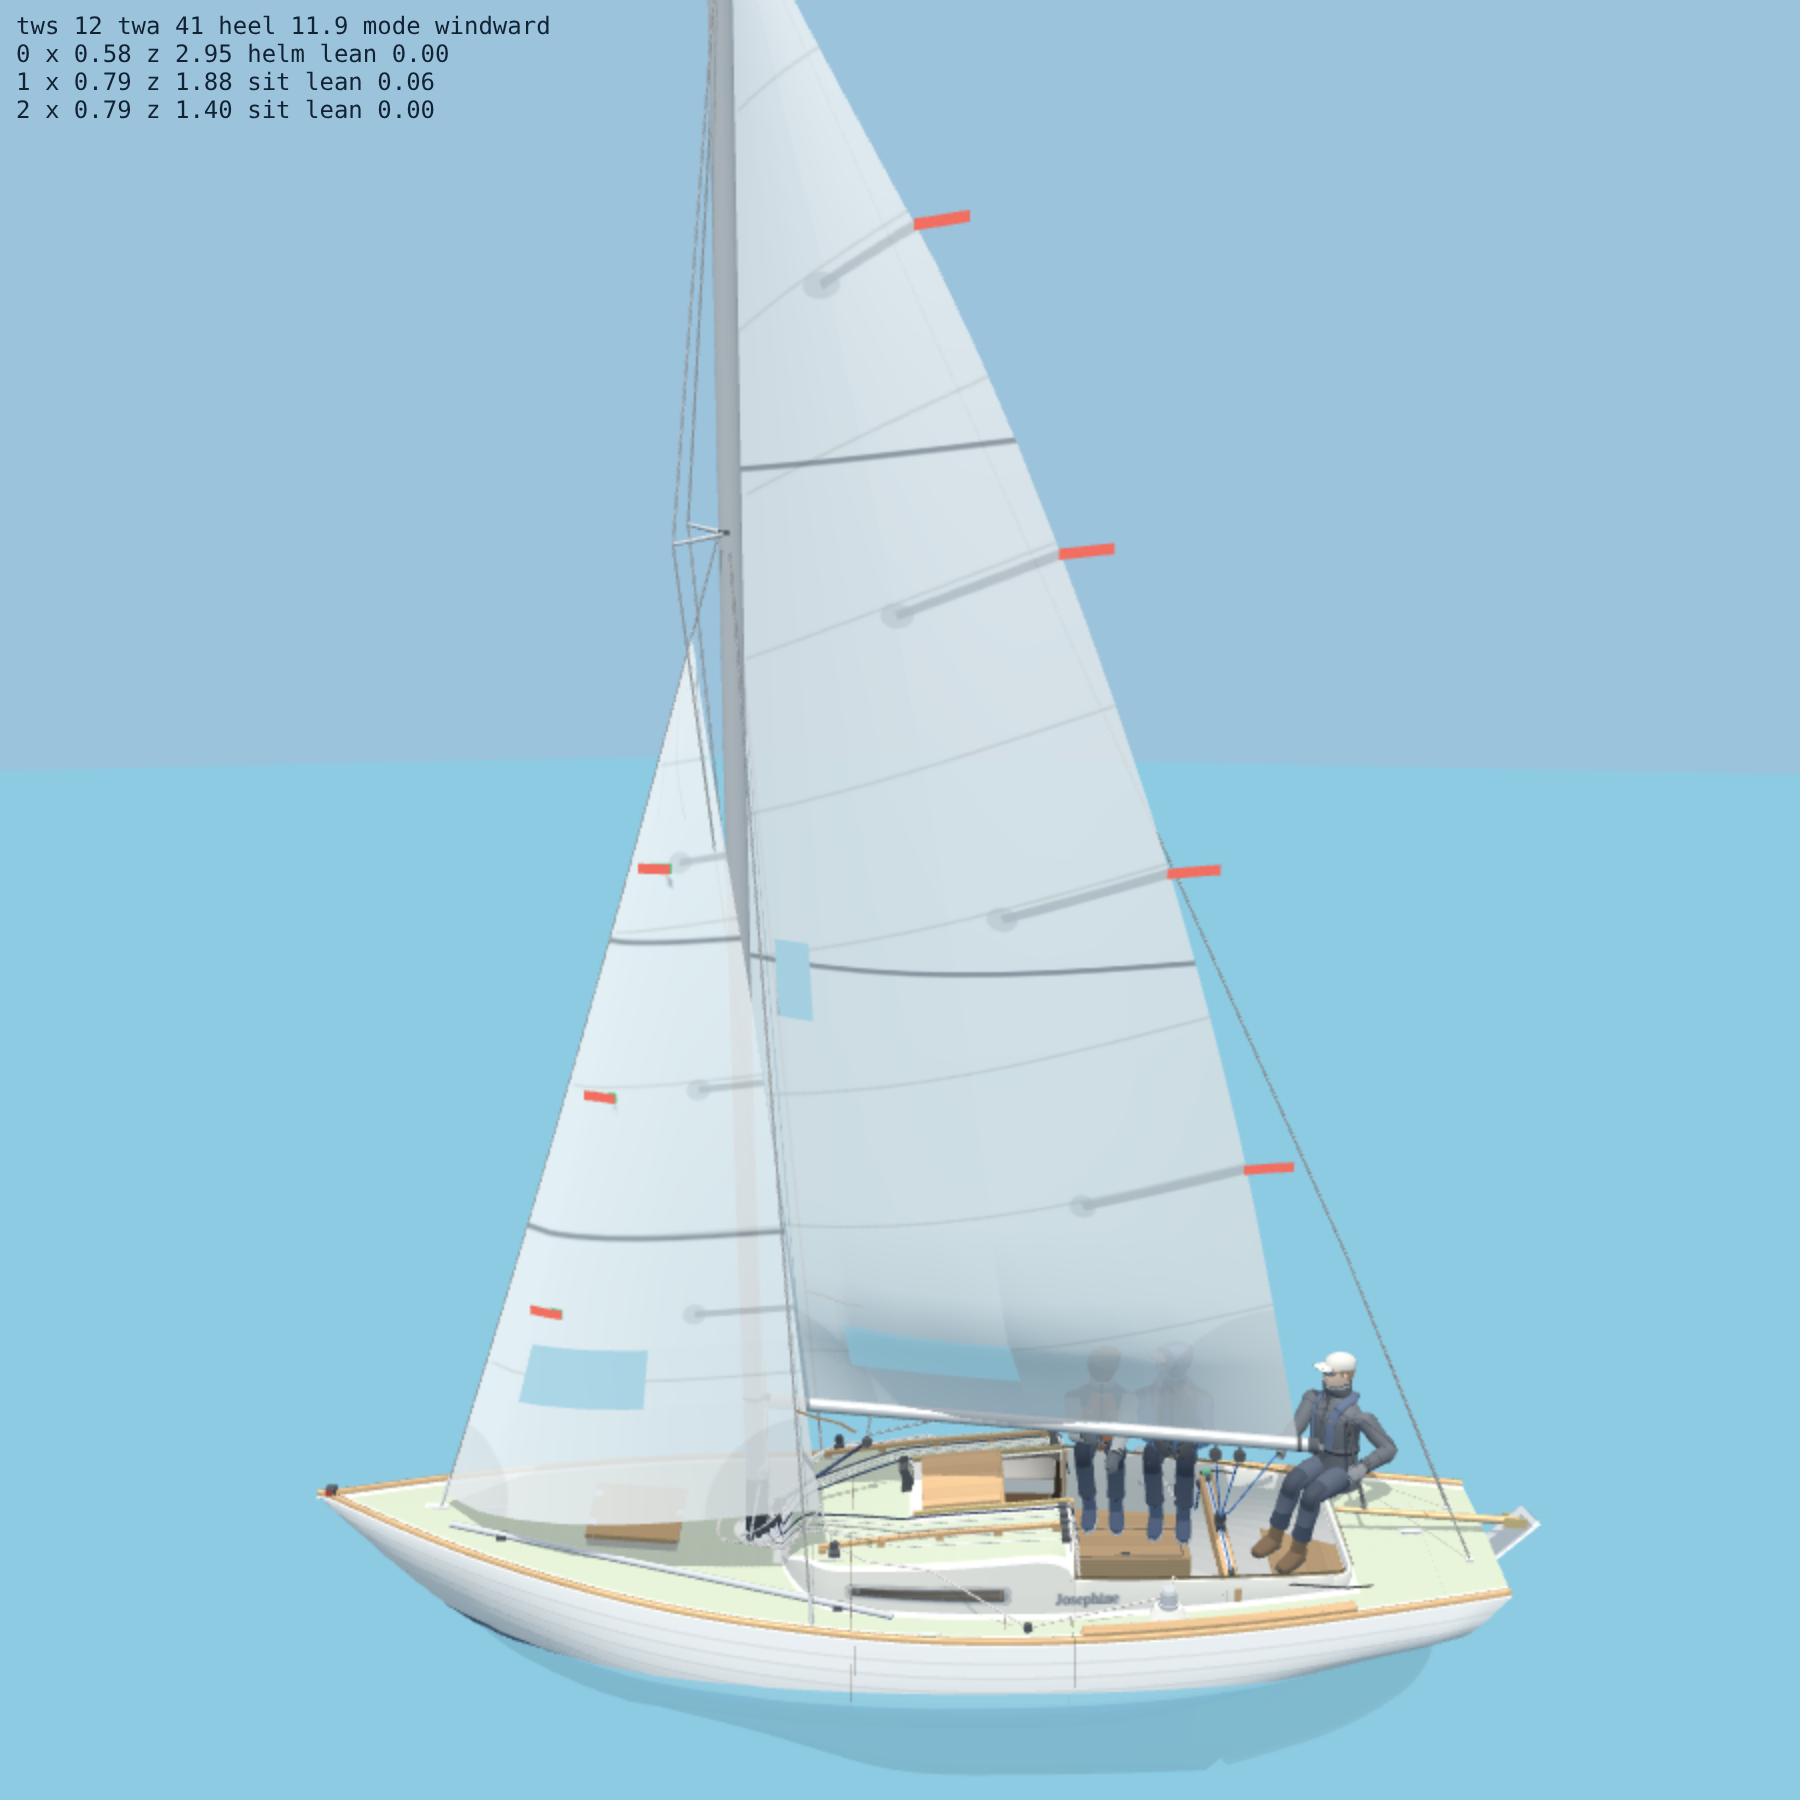 tws 12 twa 41 heel 11.9 mode windward
0 x 0.58 z 2.95 helm lean 0.00
1 x 0.79 z 1.88 sit lean 0.06
2 x 0.79 z 1.40 sit lean 0.00
Josephine